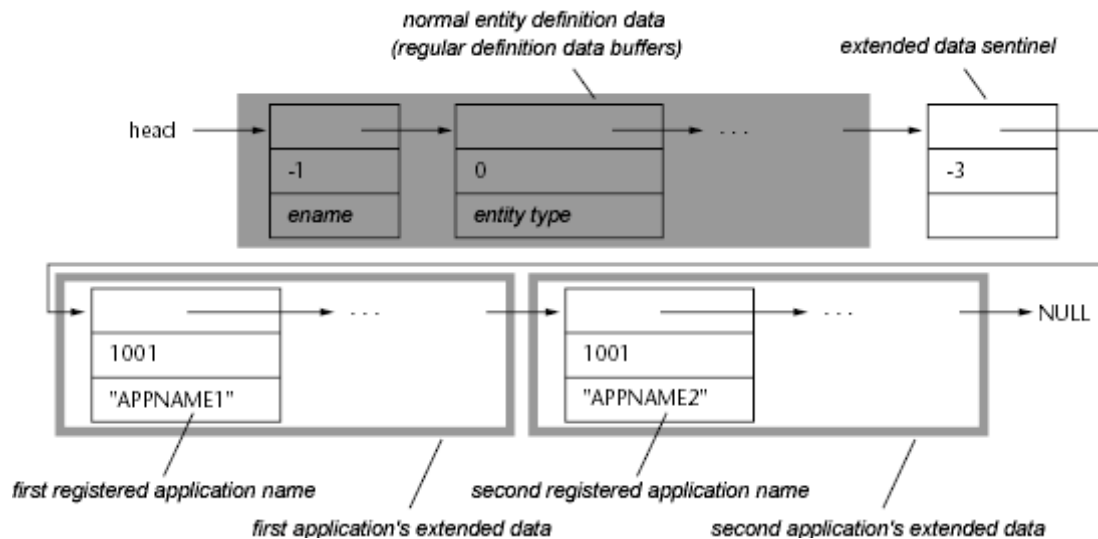 normal entity definition data
(regular definition data buffers)
extended data sentinel
head
. . .
-1
0
-3
ename
entity type
. . .
. . .
NULL
1001
1001
"APPNAME1"
"APPNAME2"
first registered application name
second registered application name
first application's extended data
second application's extended data